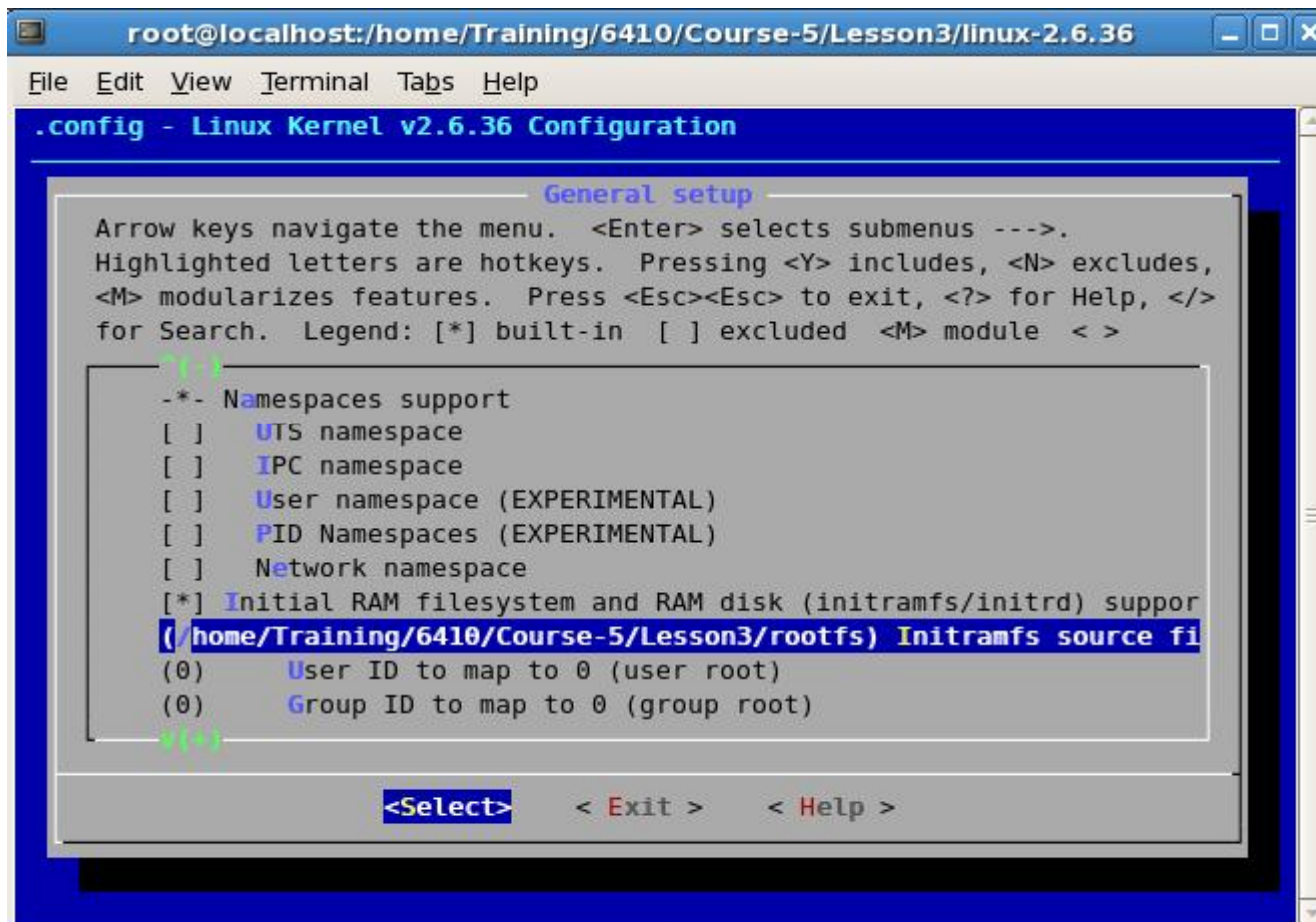 root@localhost:/home/Training/6410/Course-5/Lesson3/linux-2.6.36
File Edit View Terminal Tabs Help
.config - Linux Kernel v2.6.36 Configuration
General setup
Arrow keys navigate the menu. <Enter> selects submenus --->.
Highlighted letters are hotkeys. Pressing <Y> includes, <N> excludes,
<M> modularizes features. Press <Esc><Esc> to exit, <?> for Help, </>
for Search. Legend: [*] built-in [ ] excluded <M> module < >
^(-)
-*- Namespaces support
[ ] UTS namespace
[ ] IPC namespace
[ ] User namespace (EXPERIMENTAL)
[ ] PID Namespaces (EXPERIMENTAL)
[ ] Network namespace
[*] Initial RAM filesystem and RAM disk (initramfs/initrd) suppor
(/home/Training/6410/Course-5/Lesson3/rootfs) Initramfs source fi
(0) User ID to map to 0 (user root)
(0) Group ID to map to 0 (group root)
v(+)
<Select> < Exit > < Help >